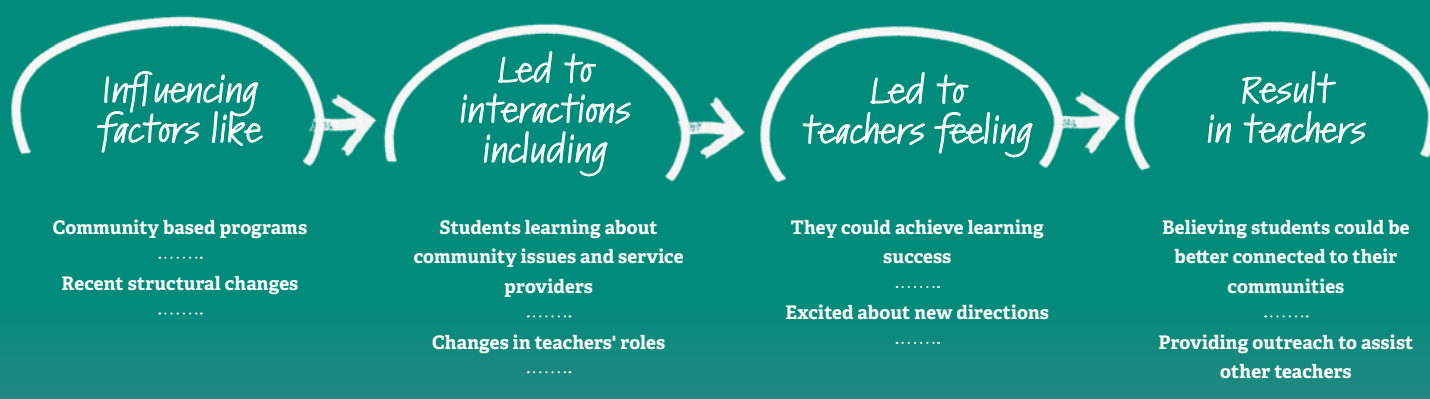 Influencing
factors like
Community based programs
Recent structural changes
Led to
interactions
including
Students learning about
community issues and service
providers
Changes in teachers' roles
Led to
teachers feeling
They could achieve learning
success
Excited about new directions
Result
in teachers
Believing students could be
better connected to their
communities
Providing outreach to assist
other teachers